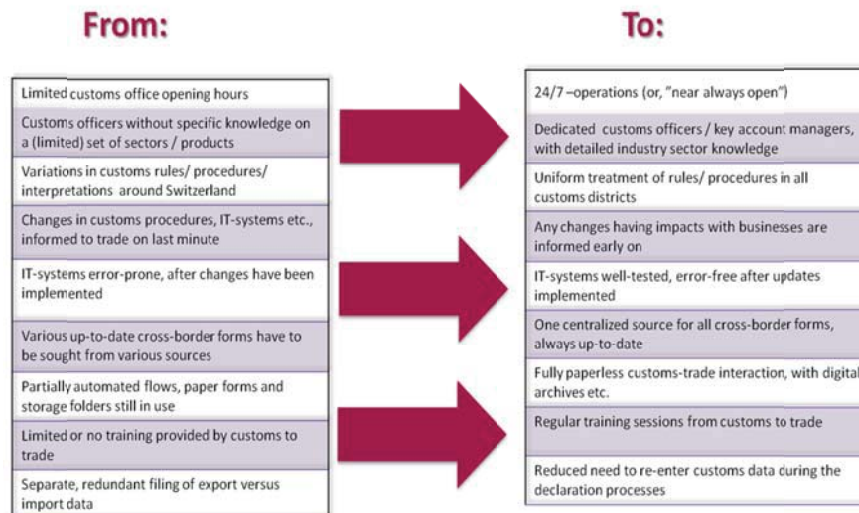 From:
Limited customs office opening hours
Customs officers without specific knowledge on
a (limited) set of sectors / products
Variations in customs rules/ procedures/
interpretations around Switzerland
Changes in customs procedures, IT-systems etc.,
informed to trade on last minute
IT-systems error-prone, after changes have been
implemented
Various up-to-date cross-border forms have to
be sought from various sources
Partially automated flows, paper forms and
storage folders still in use
Limited or no training provided by customs to
trade
Separate, redundant filing of export versus
import data
To:
24/7 –operations (or, ”near always open”)
Dedicated customs officers / key account managers,
with detailed industry sector knowledge
Uniform treatment of rules/ procedures in all
customs districts
Any changes having impacts with businesses are
informed early on
IT-systems well-tested, error-free after updates
implemented
One centralized source for all cross-border forms,
always up-to-date
Fully paperless customs-trade interaction, with digital
archives etc.
Regular training sessions from customs to trade
Reduced need to re-enter customs data during the
declaration processes